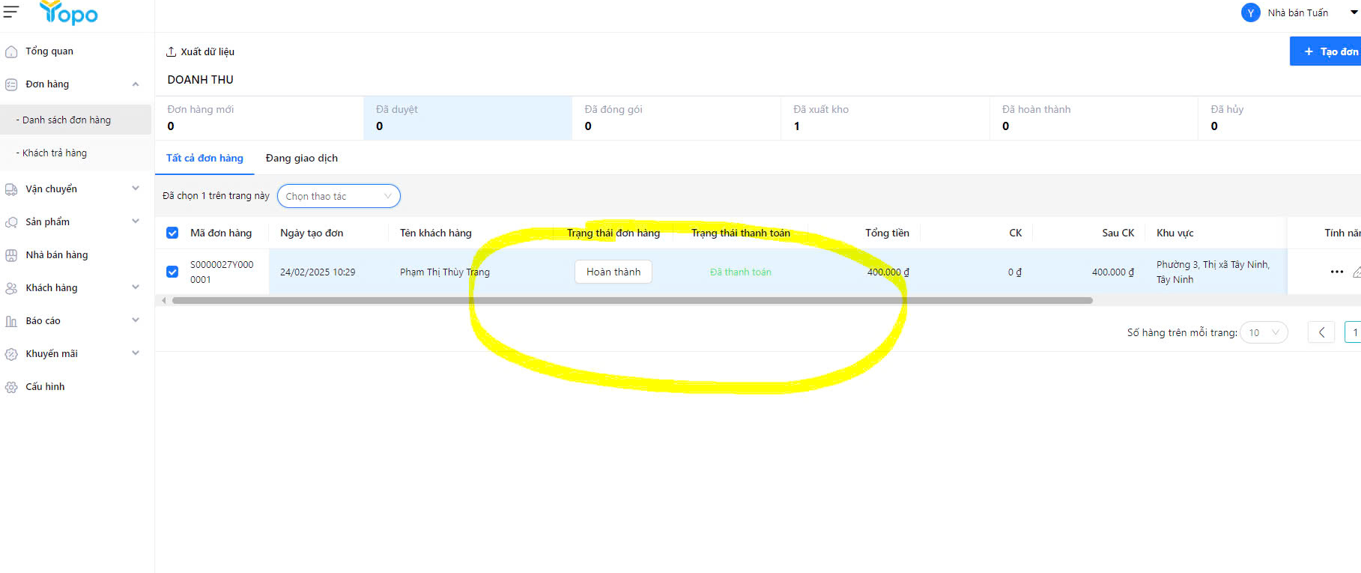 Yopo
Y Nhà bán Tuấn
Tổng quan
Đơn hàng
- Danh sách đơn hàng
- Khách trả hàng
Vận chuyển
Sản phẩm
Nhà bán hàng
Khách hàng
Báo cáo
Khuyến mãi
Cấu hình
Xuất dữ liệu
+ Tạo đơn
DOANH THU
Đơn hàng mới
0
Đã duyệt
0
Đã đóng gói
0
Đã xuất kho
1
Đã hoàn thành
0
Đã hủy
0
Tất cả đơn hàng Đang giao dịch
Đã chọn 1 trên trang này Chọn thao tác
Mã đơn hàng Ngày tạo đơn Tên khách hàng Trạng thái đơn hàng Trạng thái thanh toán Tổng tiền CK Sau CK Khu vực Tính
S0000027Y000
0001
24/02/2025 10:29 Phạm Thị Thùy Trang Hoàn thành Đã thanh toán 400.000 ₫ 0 ₫ 400.000 ₫
Phường 3, Thị xã Tây Ninh,
Tây Ninh
Số hàng trên mỗi trang: 10 1